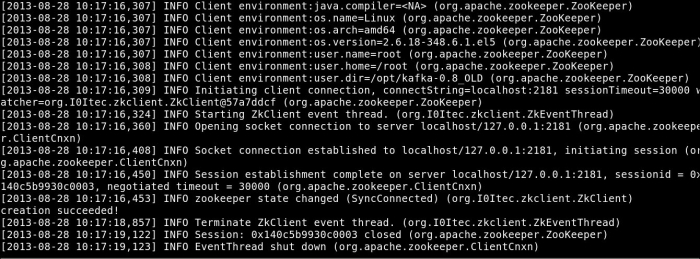 [2013-08-28 10:17:16,307] INFO Client environment:java.compiler=<NA> (org.apache.zookeeper.ZooKeeper)
[2013-08-28 10:17:16,307] INFO Client environment:os.name=Linux (org.apache.zookeeper.ZooKeeper)
[2013-08-28 10:17:16,307] INFO Client environment:os.arch=amd64 (org.apache.zookeeper.ZooKeeper)
[2013-08-28 10:17:16,307] INFO Client environment:os.version=2.6.18-348.6.1.el5 (org.apache.zookeeper.ZooKeeper)
[2013-08-28 10:17:16,307] INFO Client environment:user.name=root (org.apache.zookeeper.ZooKeeper)
[2013-08-28 10:17:16,308] INFO Client environment:user.home=/root (org.apache.zookeeper.ZooKeeper)
[2013-08-28 10:17:16,308] INFO Client environment:user.dir=/opt/kafka-0.8_OLD (org.apache.zookeeper.ZooKeeper)
[2013-08-28 10:17:16,309] INFO Initiating client connection, connectString=localhost:2181 sessionTimeout=30000 w
atcher=org.I0Itec.zkclient.ZkClient@57a7ddcf (org.apache.zookeeper.ZooKeeper)
[2013-08-28 10:17:16,324] INFO Starting ZkClient event thread. (org.I0Itec.zkclient.ZkEventThread)
[2013-08-28 10:17:16,360] INFO Opening socket connection to server localhost/127.0.0.1:2181 (org.apache.zookeepe
r.ClientCnxn)
[2013-08-28 10:17:16,408] INFO Socket connection established to localhost/127.0.0.1:2181, initiating session (or
g.apache.zookeeper.ClientCnxn)
[2013-08-28 10:17:16,450] INFO Session establishment complete on server localhost/127.0.0.1:2181, sessionid = 0x
140c5b9930c0003, negotiated timeout = 30000 (org.apache.zookeeper.ClientCnxn)
[2013-08-28 10:17:16,453] INFO zookeeper state changed (SyncConnected) (org.I0Itec.zkclient.ZkClient)
creation succeeded!
[2013-08-28 10:17:18,857] INFO Terminate ZkClient event thread. (org.I0Itec.zkclient.ZkEventThread)
[2013-08-28 10:17:19,122] INFO Session: 0x140c5b9930c0003 closed (org.apache.zookeeper.ZooKeeper)
[2013-08-28 10:17:19,123] INFO EventThread shut down (org.apache.zookeeper.ClientCnxn)